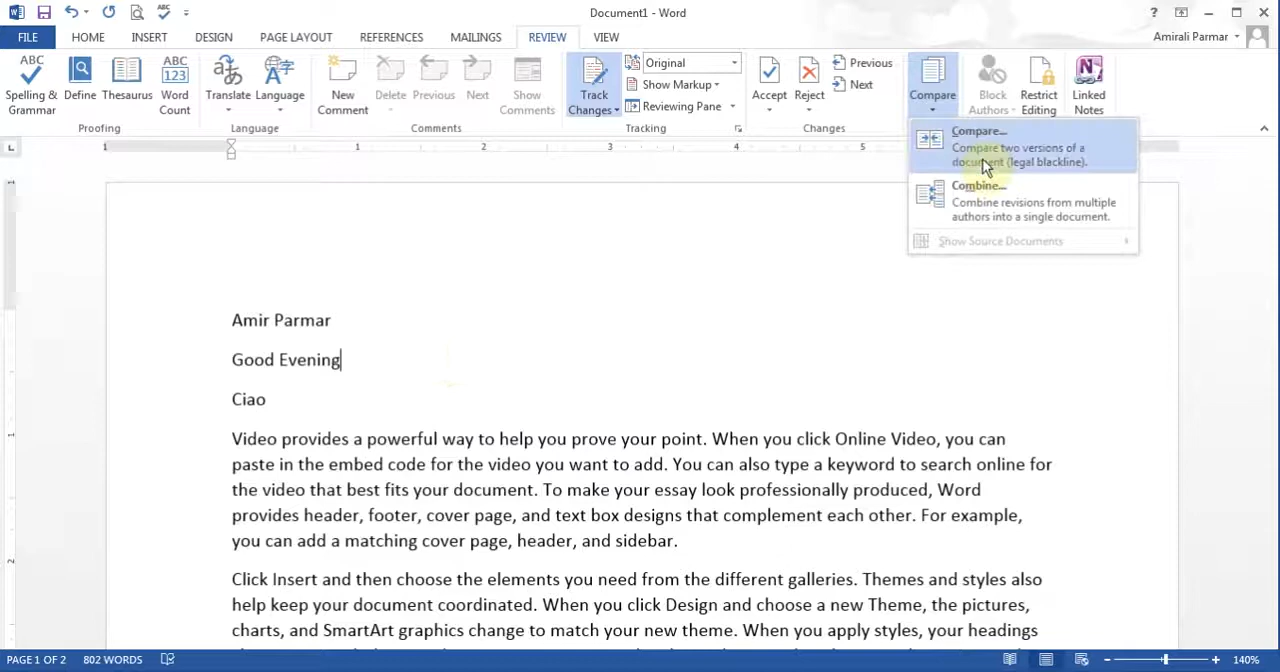 Document1 - Word
?
FILE HOME INSERT DESIGN PAGE LAYOUT REFERENCES MAILINGS REVIEW VIEW Amirali Parmar
ABC Spelling & Grammar
Define
Thesaurus
ABC 123 Word Count
Translate
Language
New Comment
Delete
Previous
Next
Show Comments
Track Changes
Original
Show Markup
Reviewing Pane
Accept
Reject
Previous
Next
Compare
Block Authors
Restrict Editing
Linked Notes
Proofing Language Comments Tracking Changes
Compare...
Compare two versions of a
document (legal blackline).
Combine...
Combine revisions from multiple
authors into a single document.
Show Source Documents
1 1 2 3 4 5
Amir Parmar
Good Evening
Ciao
Video provides a powerful way to help you prove your point. When you click Online Video, you can
paste in the embed code for the video you want to add. You can also type a keyword to search online for
the video that best fits your document. To make your essay look professionally produced, Word
provides header, footer, cover page, and text box designs that complement each other. For example,
you can add a matching cover page, header, and sidebar.
Click Insert and then choose the elements you need from the different galleries. Themes and styles also
help keep your document coordinated. When you click Design and choose a new Theme, the pictures,
charts, and SmartArt graphics change to match your new theme. When you apply styles, your headings
PAGE 1 OF 2 802 WORDS 140%